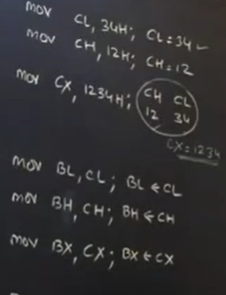 MOV CL, 34H; CL=34
MOV CH, 12H; CH=12
MOV CX, 1234H; CH CL
12 34
CX=1234
MOV BL, CL; BL ← CL
MOV BH, CH; BH ← CH
MOV BX, CX; BX ← CX